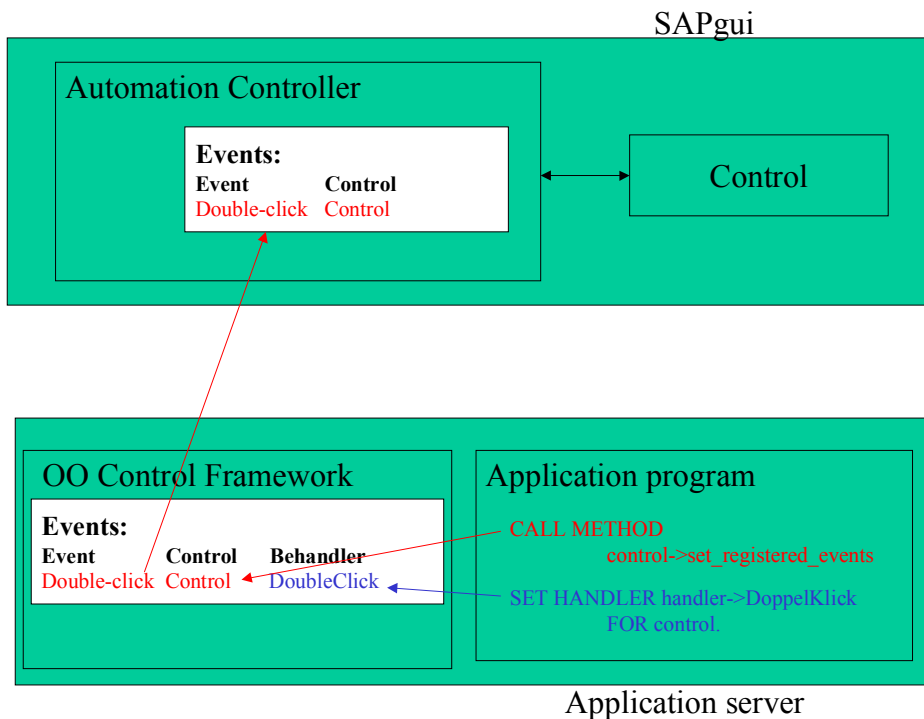 SAPgui
Automation Controller
Events:
Event Control
Double-click Control
Control
OO Control Framework
Events:
Event Control Behandler
Double-click Control DoubleClick
Application program
CALL METHOD
control->set_registered_events
SET HANDLER handler->DoppelKlick
FOR control.
Application server